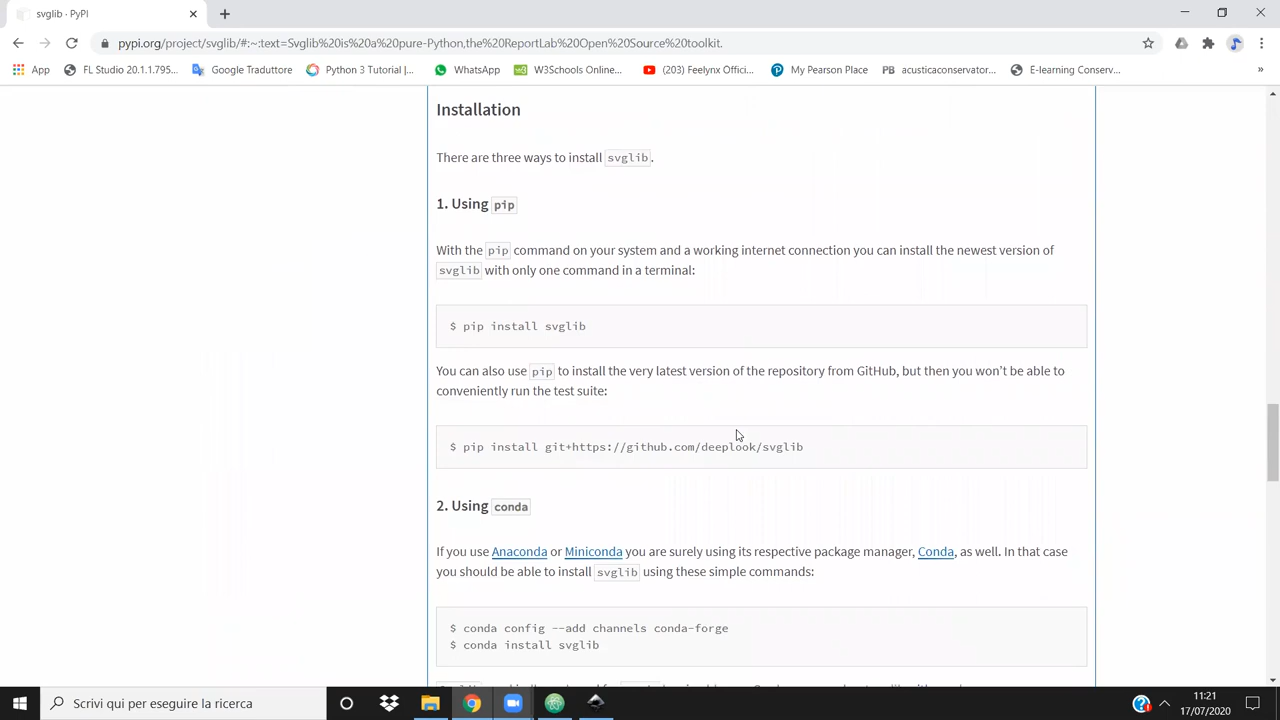 svglib · PyPI
pypi.org/project/svglib/#:~:text=Svglib%20is%20a%20pure-Python,the%20ReportLab%20Open%20Source%20toolkit.
App FL Studio 20.1.1.795... Google Traduttore Python 3 Tutorial |... WhatsApp W3Schools Online... (203) Feelynx Offici... My Pearson Place PB acusticaconservator... E-learning Conserv... »
Installation
There are three ways to install svglib.
1. Using pip
With the pip command on your system and a working internet connection you can install the newest version of
svglib with only one command in a terminal:
$ pip install svglib
You can also use pip to install the very latest version of the repository from GitHub, but then you won't be able to
conveniently run the test suite:
$ pip install git+https://github.com/deeplook/svglib
2. Using conda
If you use Anaconda or Miniconda you are surely using its respective package manager, Conda, as well. In that case
you should be able to install svglib using these simple commands:
$ conda config --add channels conda-forge
$ conda install svglib
Scrivi qui per eseguire la ricerca
11:21
17/07/2020